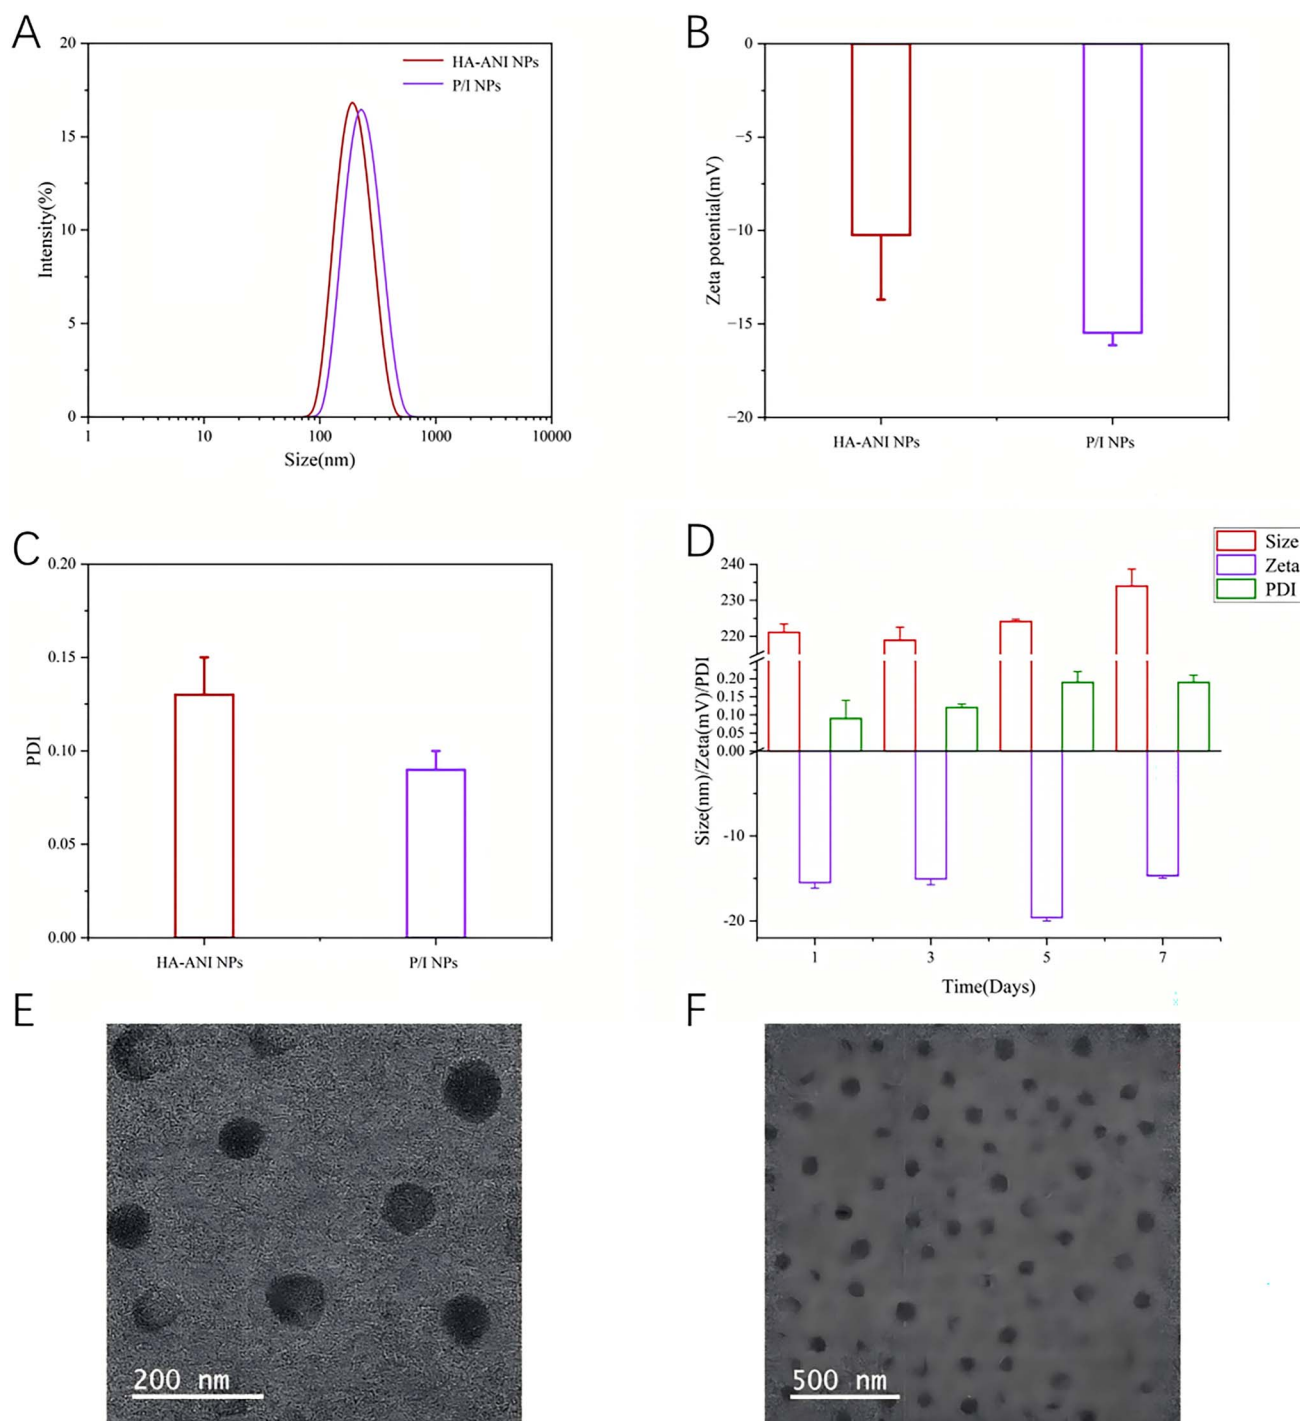 A
20
15
10
5
0
Intensity(%)
HA-ANI NPs
P/I NPs
1
10
100
1000
10000
Size(nm)
B
0
−5
−10
−15
−20
Zeta potential(mV)
HA-ANI NPs
P/I NPs
C
0.20
0.15
0.10
0.05
0.00
PDI
HA-ANI NPs
P/I NPs
D
Size
Zeta
PDI
240
230
220
0.20
0.15
0.10
0.05
0.00
-10
-20
Size(nm)/Zeta(mV)/PDI
1
3
5
7
Time(Days)
E
200 nm
F
500 nm